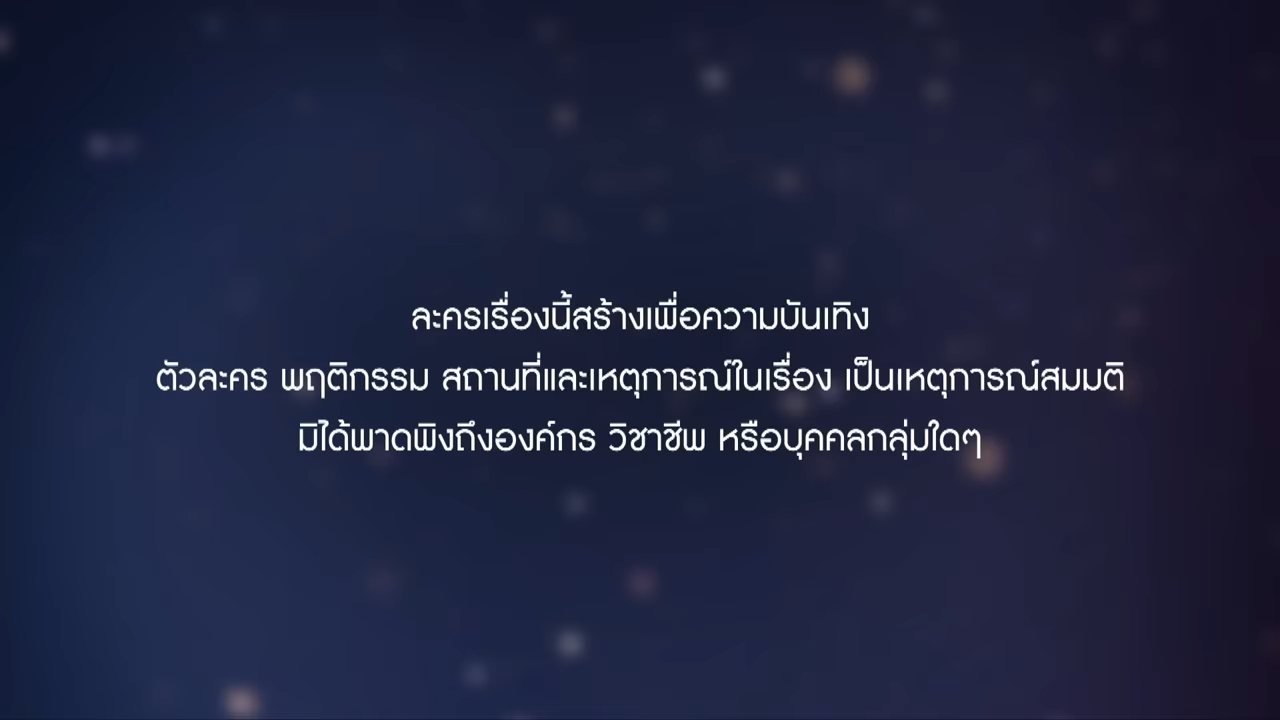 ละครเรื่องนี้สร้างเพื่อความบันเทิง
ตัวละคร พฤติกรรม สถานที่และเหตุการณ์ในเรื่อง เป็นเหตุการณ์สมมติ
มิได้พาดพิงถึงองค์กร วิชาชีพ หรือบุคคลกลุ่มใดๆ